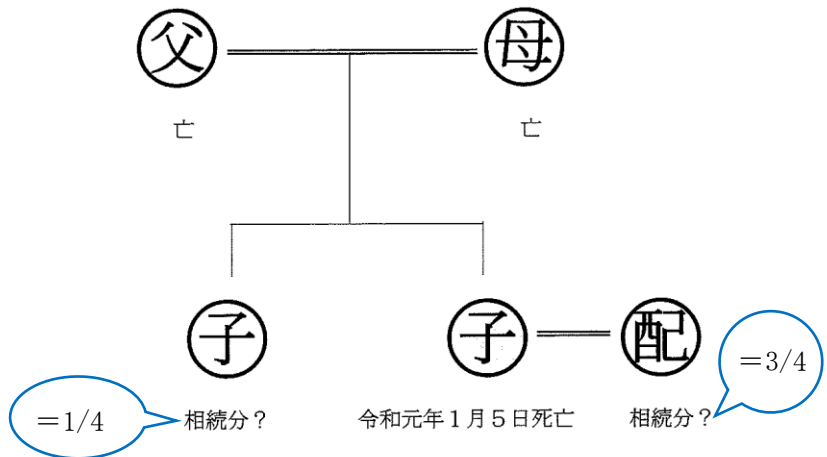 父
母
亡
亡
子
子
配
=3/4
=1/4
相続分？
令和元年１月５日死亡
相続分？